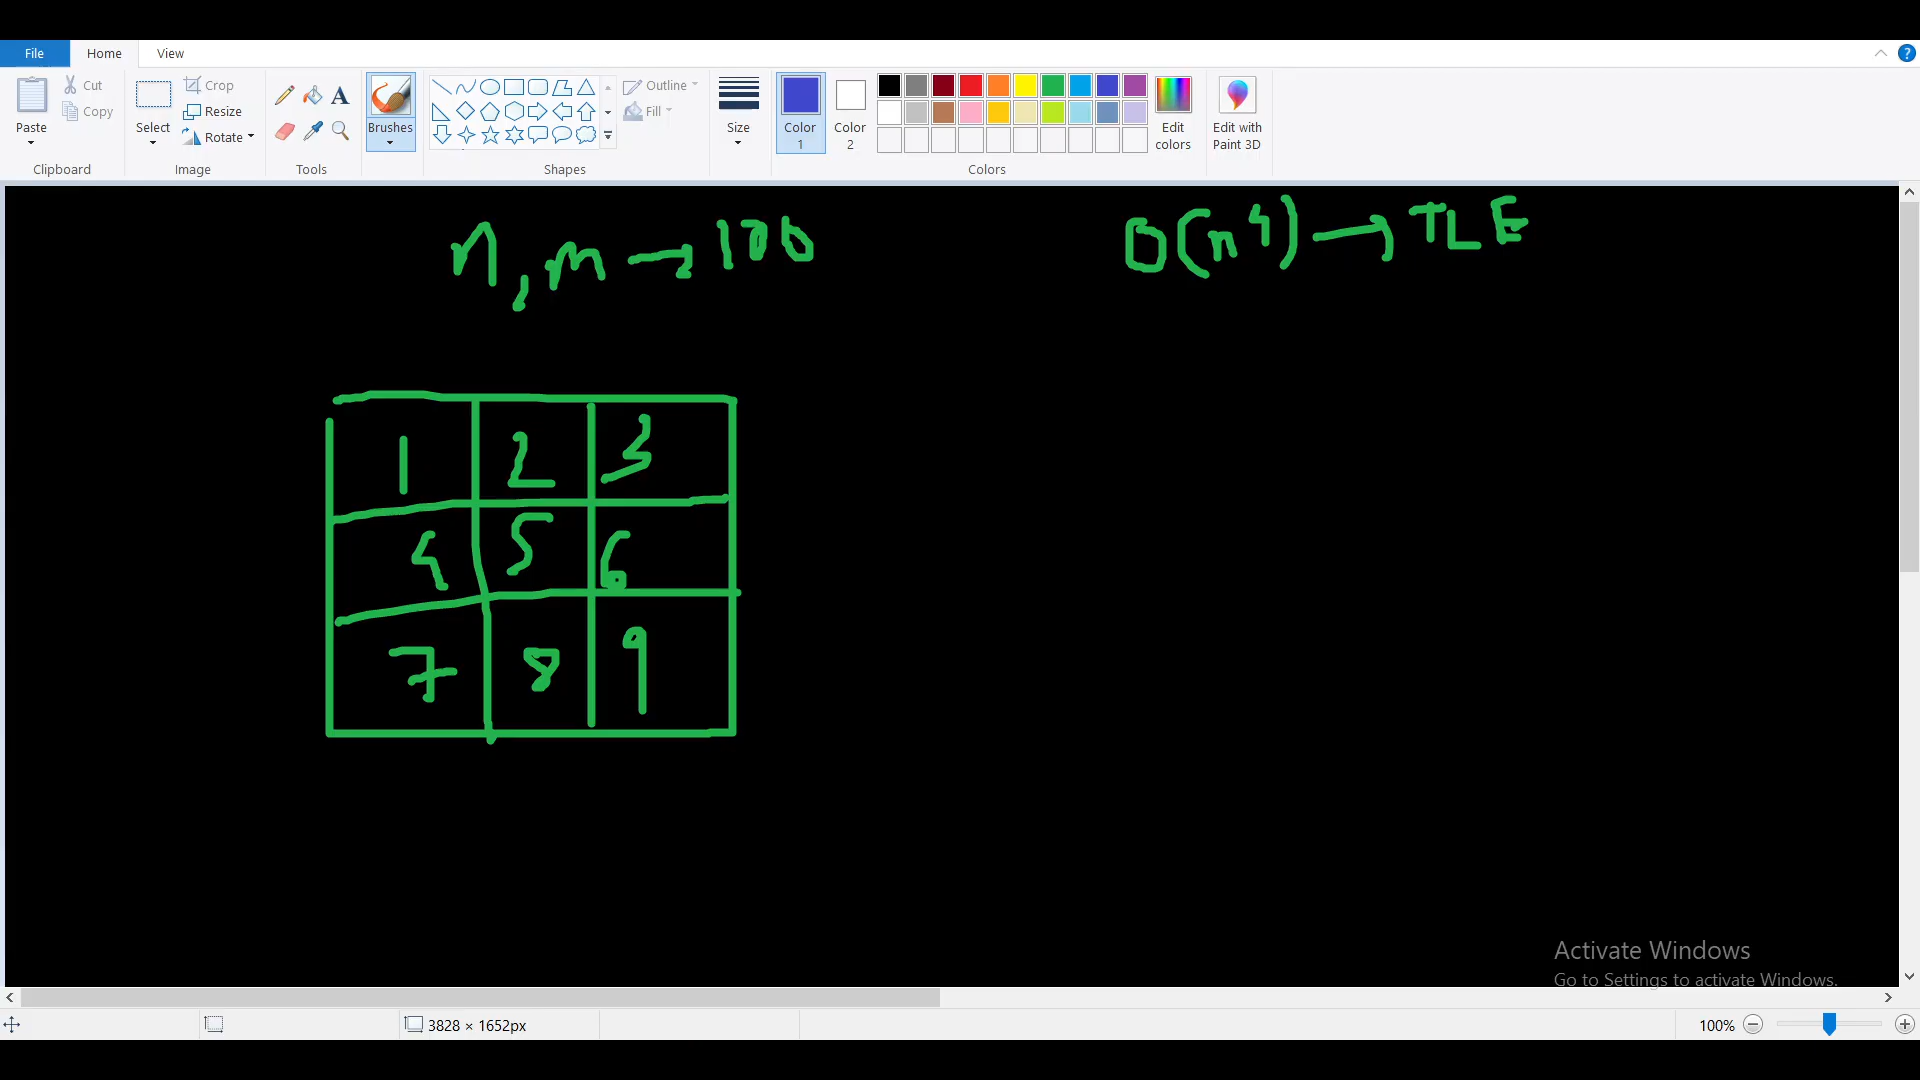 File Home View
Paste Cut Copy Clipboard
Select Crop Resize Rotate Image
Tools
Brushes
Shapes
Outline Fill
Size
Color 1
Color 2
Edit colors
Colors
Edit with Paint 3D
n, m → 100
O(n^4) → TLE
1 2 3
4 5 6
7 8 9
Activate Windows
Go to Settings to activate Windows.
3828 × 1652px
100%